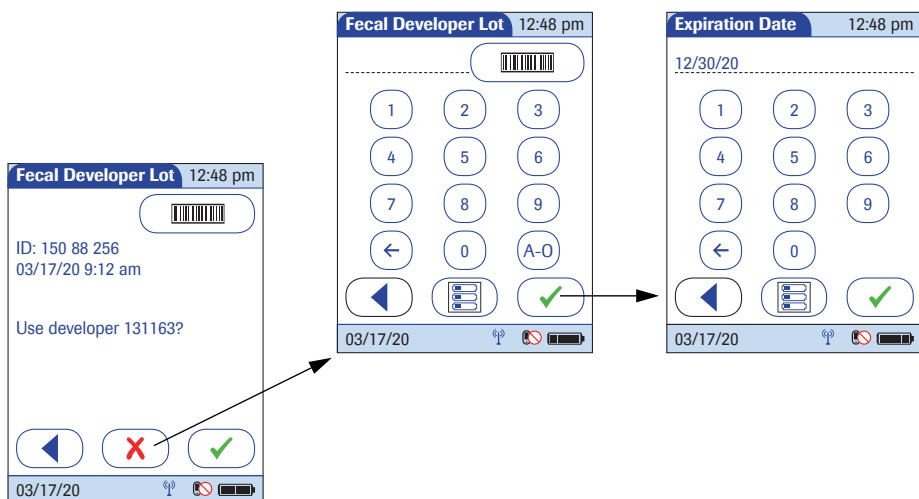 Fecal Developer Lot 12:48 pm
ID: 150 88 256
03/17/20 9:12 am
Use developer 131163?
03/17/20
Fecal Developer Lot 12:48 pm
1 2 3
4 5 6
7 8 9
0 A-O
03/17/20
Expiration Date 12:48 pm
12/30/20
1 2 3
4 5 6
7 8 9
0
03/17/20